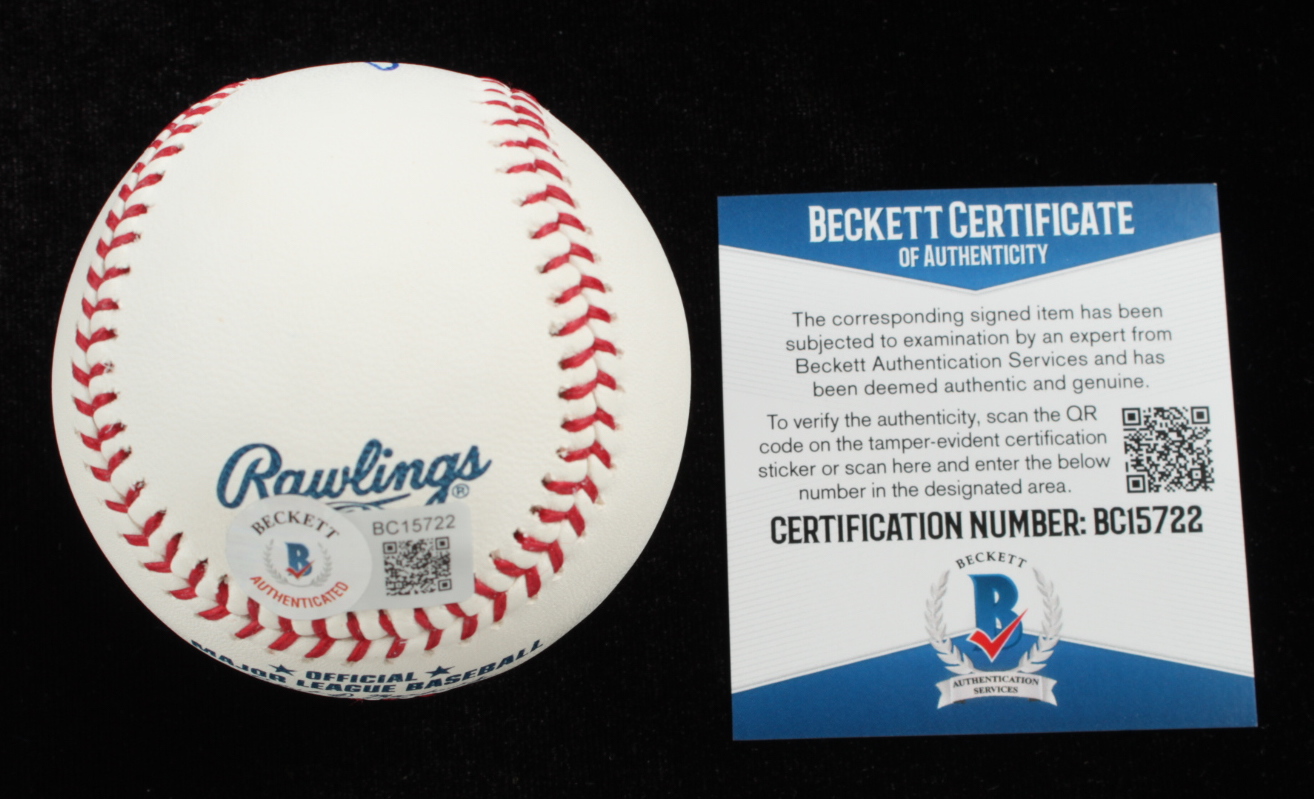 Rawlings®
BECKETT
B
AUTHENTICATED
BC15722
OFFICIAL
MAJOR LEAGUE BASEBALL
BECKETT CERTIFICATE
OF AUTHENTICITY
The corresponding signed item has been
subjected to examination by an expert from
Beckett Authentication Services and has
been deemed authentic and genuine.
To verify the authenticity, scan the QR
code on the tamper-evident certification
sticker or scan here and enter the below
number in the designated area.
CERTIFICATION NUMBER: BC15722
BECKETT
B
AUTHENTICATION
SERVICES